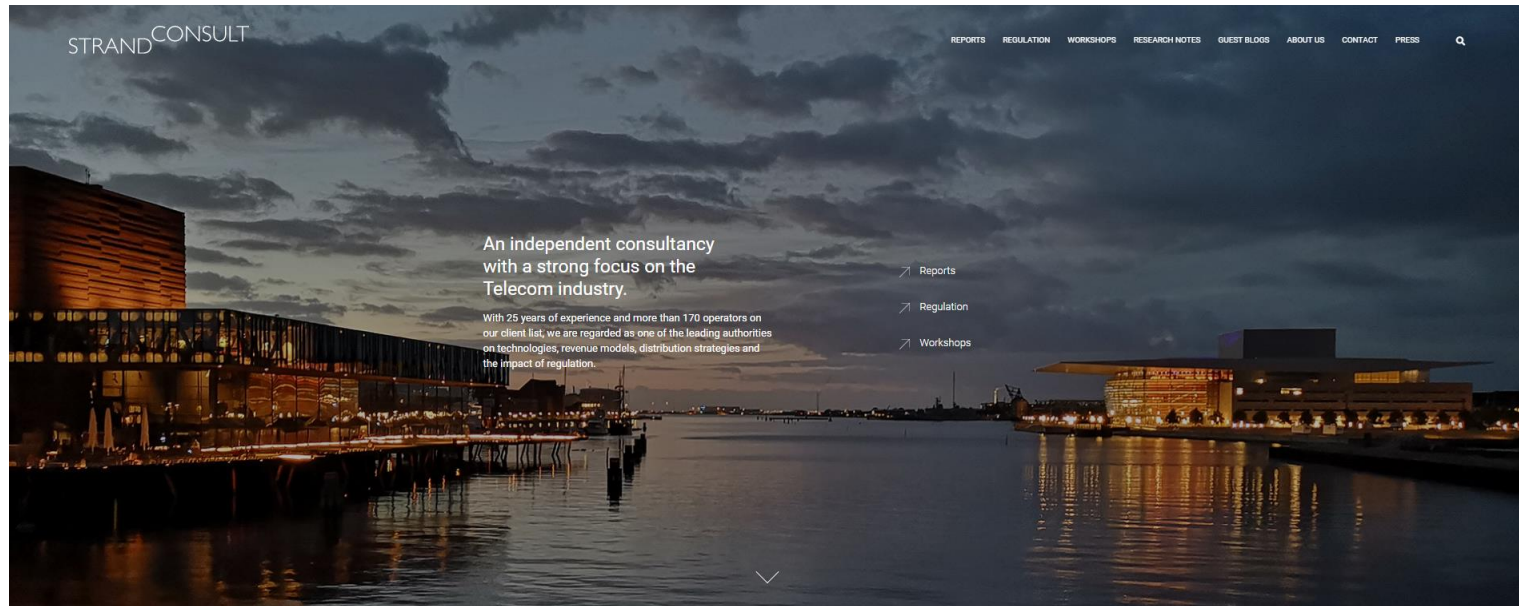 STRANDCONSULT
REPORTS REGULATION WORKSHOPS RESEARCH NOTES GUEST BLOGS ABOUT US CONTACT PRESS
An independent consultancy
with a strong focus on the
Telecom industry.
With 25 years of experience and more than 170 operators on
our client list, we are regarded as one of the leading authorities
on technologies, revenue models, distribution strategies and
the impact of regulation.
Reports
Regulation
Workshops